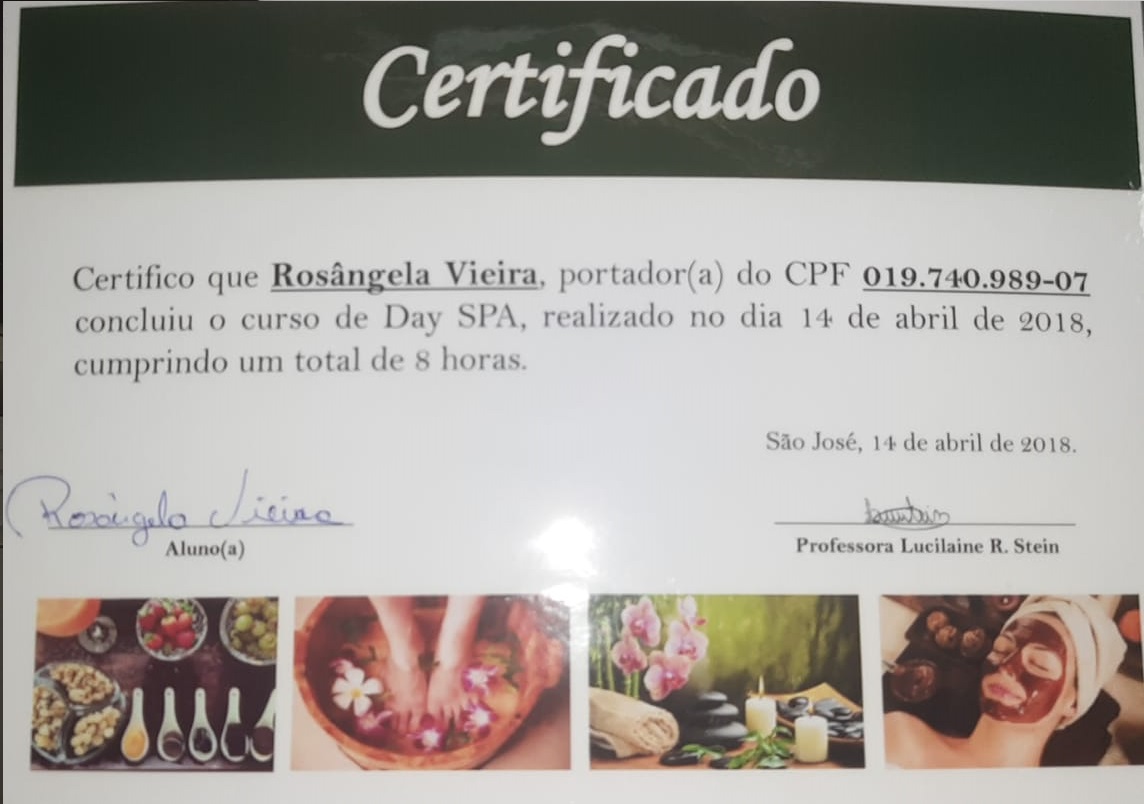 Certificado
Certifico que Rosângela Vieira, portador(a) do CPF 019.740.989-07
concluiu o curso de Day SPA, realizado no dia 14 de abril de 2018,
cumprindo um total de 8 horas.
São José, 14 de abril de 2018.
Rosângela Vieira
Aluno(a)
Professora Lucilaine R. Stein